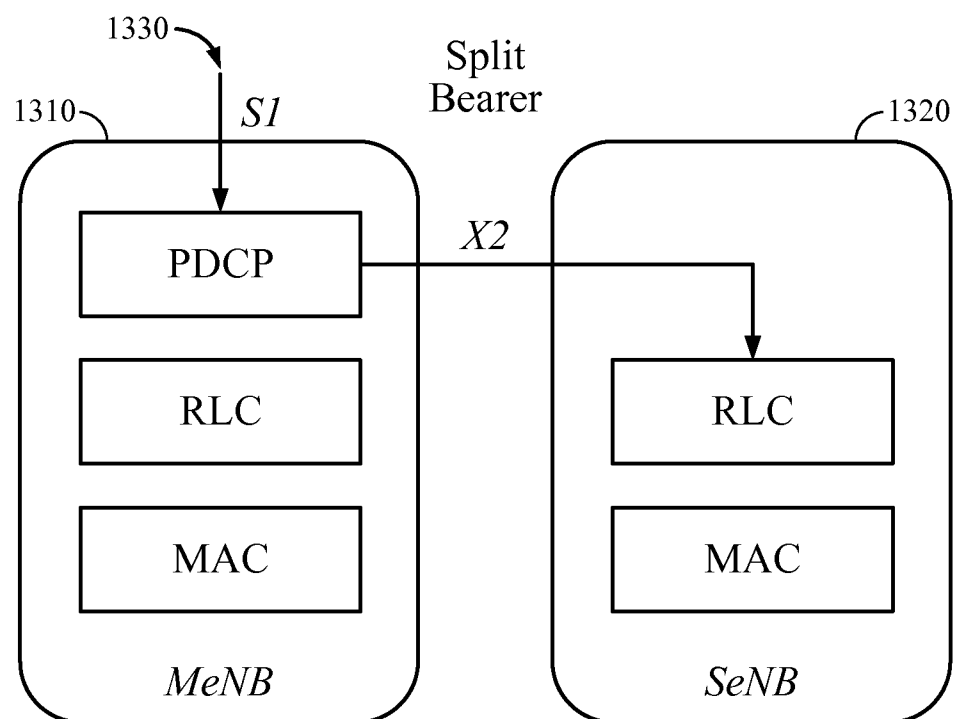 1330
Split
Bearer
1310
S1
1320
PDCP
X2
RLC
RLC
MAC
MAC
MeNB
SeNB